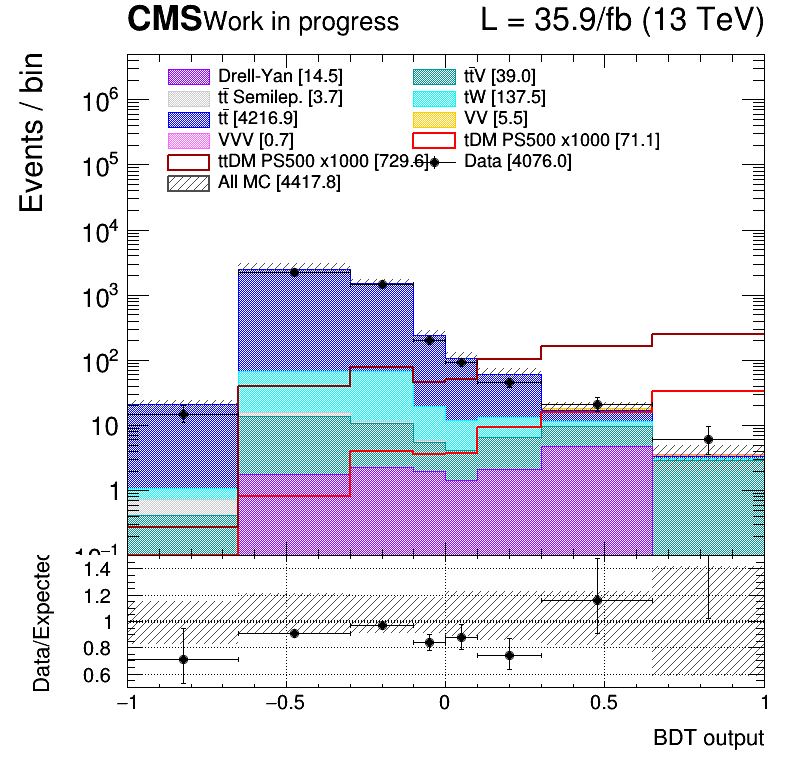 CMS Work in progress L = 35.9/fb (13 TeV)
Events / bin
Drell-Yan [14.5] tt̄V [39.0]
tt̄ Semilep. [3.7] tW [137.5]
tt̄ [4216.9] VV [5.5]
VVV [0.7] tDM PS500 x1000 [71.1]
ttDM PS500 x1000 [729.6] Data [4076.0]
All MC [4417.8]
10⁶
10⁵
10⁴
10³
10²
10
1
10⁻¹
Data/Expected
1.4
1.2
1
0.8
0.6
−1 −0.5 0 0.5 1
BDT output